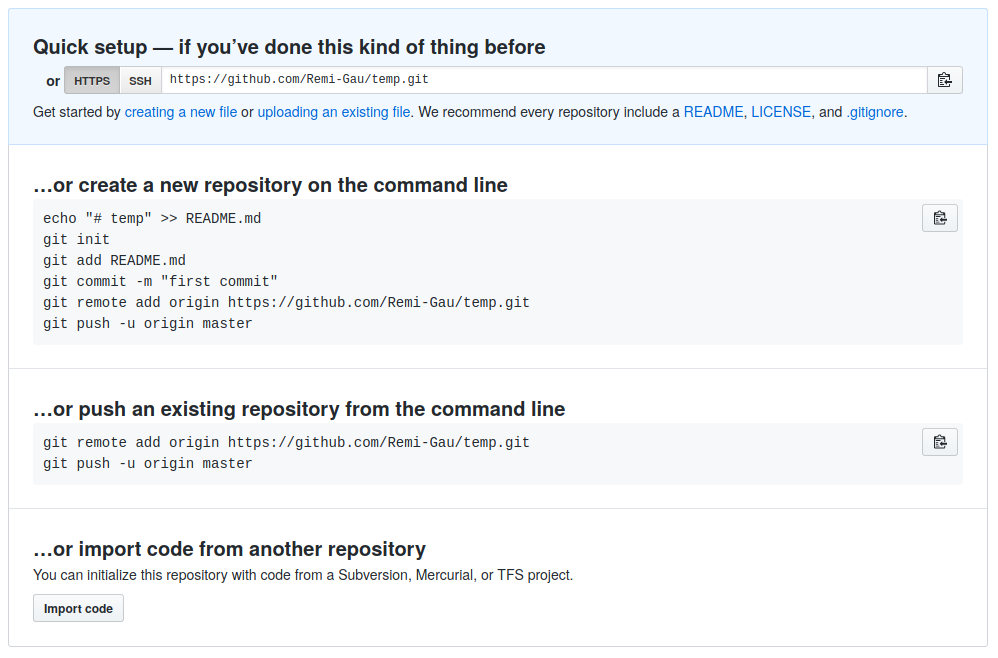 Quick setup — if you’ve done this kind of thing before
or HTTPS SSH https://github.com/Remi-Gau/temp.git
Get started by creating a new file or uploading an existing file. We recommend every repository include a README, LICENSE, and .gitignore.
…or create a new repository on the command line
echo "# temp" >> README.md
git init
git add README.md
git commit -m "first commit"
git remote add origin https://github.com/Remi-Gau/temp.git
git push -u origin master
…or push an existing repository from the command line
git remote add origin https://github.com/Remi-Gau/temp.git
git push -u origin master
…or import code from another repository
You can initialize this repository with code from a Subversion, Mercurial, or TFS project.
Import code